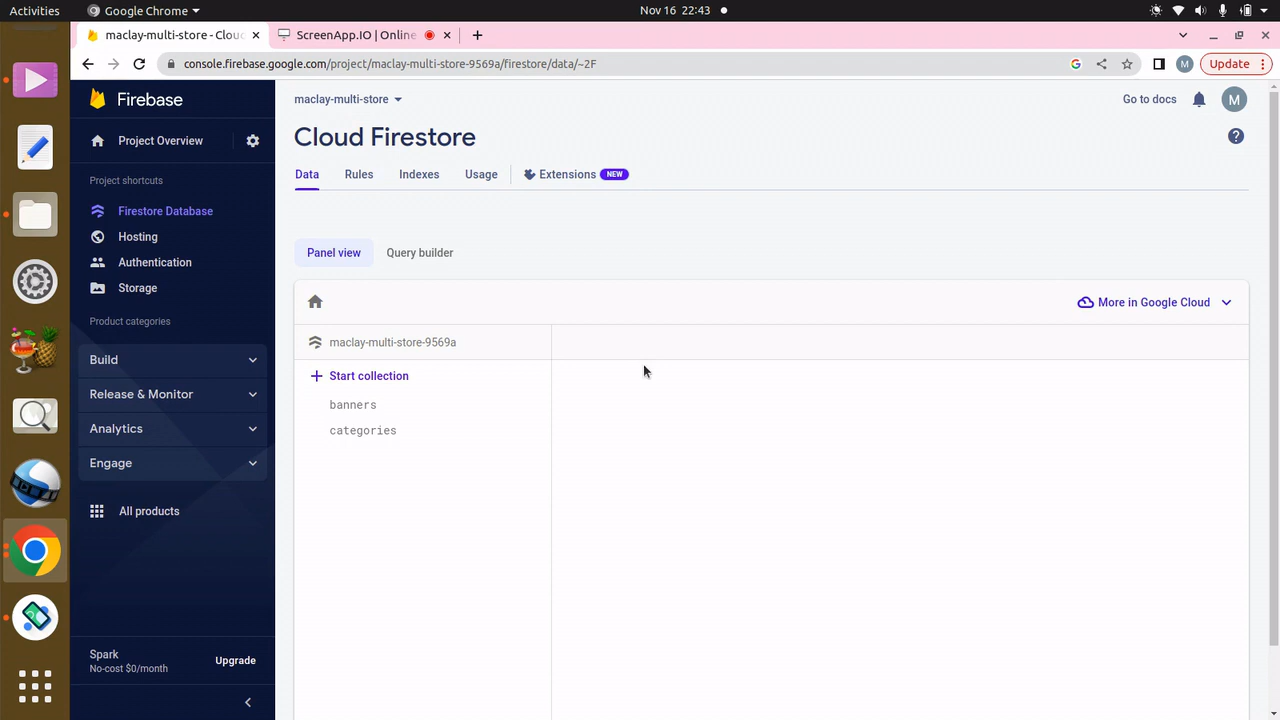 Activities
Google Chrome
Nov 16 22:43
maclay-multi-store - Clou
ScreenApp.IO | Online
console.firebase.google.com/project/maclay-multi-store-9569a/firestore/data/~2F
G
M
Update
Firebase
Project Overview
Project shortcuts
Firestore Database
Hosting
Authentication
Storage
Product categories
Build
Release & Monitor
Analytics
Engage
All products
Spark
No-cost $0/month
Upgrade
maclay-multi-store
Go to docs
M
Cloud Firestore
Data
Rules
Indexes
Usage
Extensions
NEW
Panel view
Query builder
More in Google Cloud
maclay-multi-store-9569a
Start collection
banners
categories